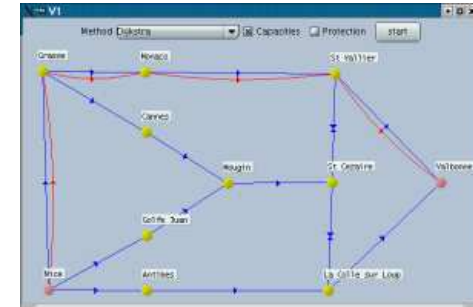 V1
Method Dijkstra Capacities Protection start
Grasse Monaco St Vallier
Cannes
Mougin St Cezaire Valbonne
Golfe Juan
Nice Antibes La Colle sur Loup